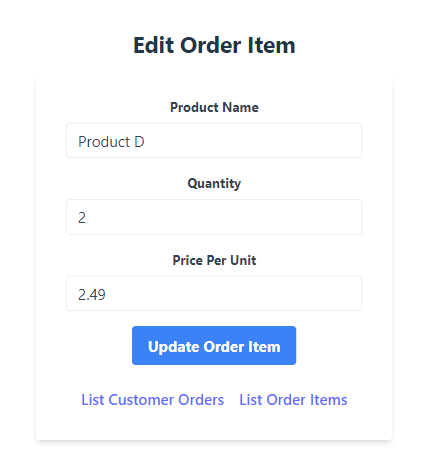 Edit Order Item
Product Name
Product D
Quantity
2
Price Per Unit
2.49
Update Order Item
List Customer Orders List Order Items